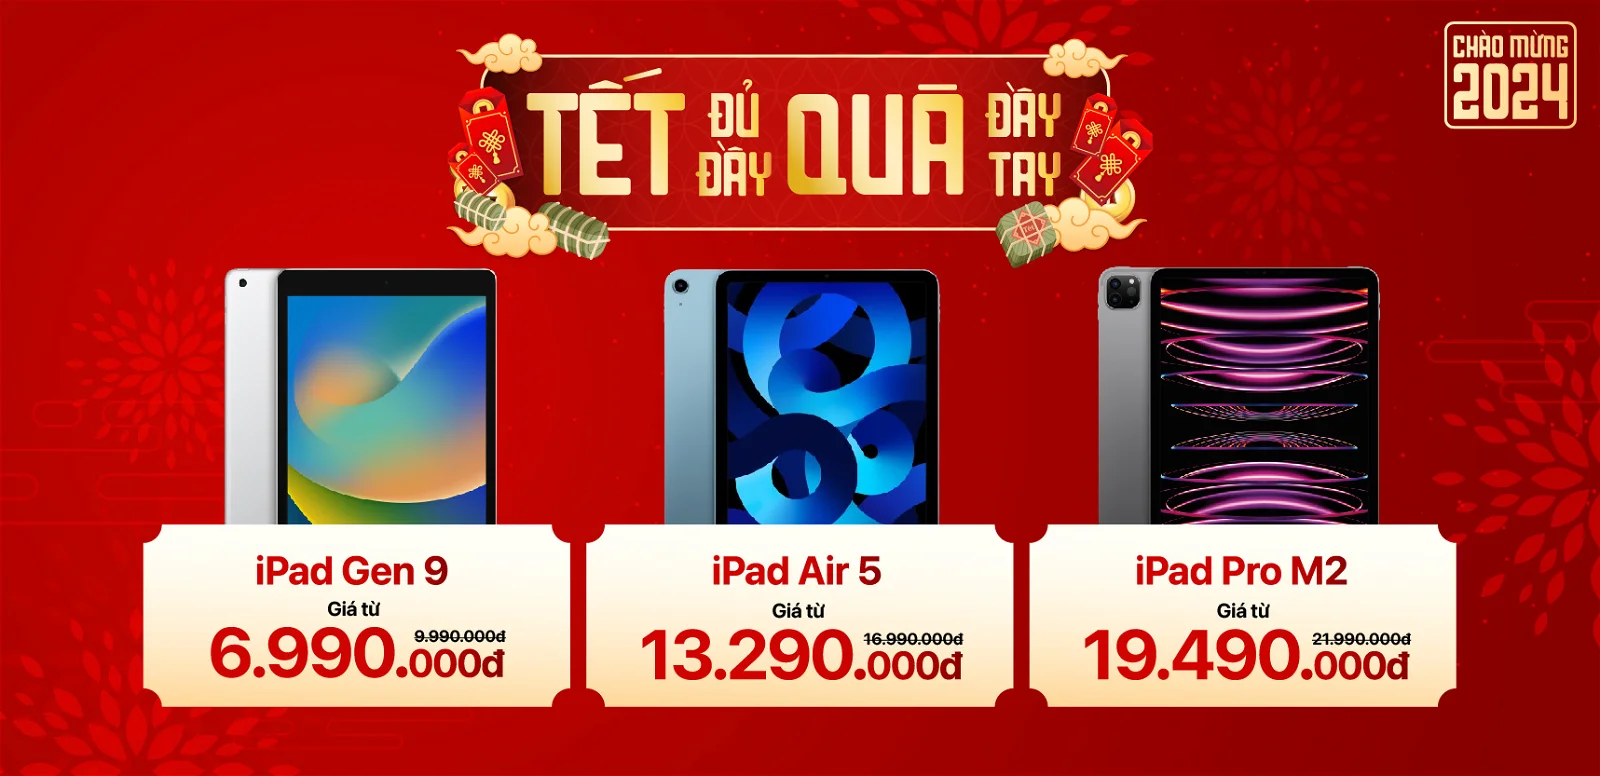 CHÀO MỪNG
2024
TẾT ĐỦ ĐẦY QUÀ ĐẦY TAY
iPad Gen 9
Giá từ
9.990.000đ
6.990.000đ
iPad Air 5
Giá từ
16.990.000đ
13.290.000đ
iPad Pro M2
Giá từ
21.990.000đ
19.490.000đ